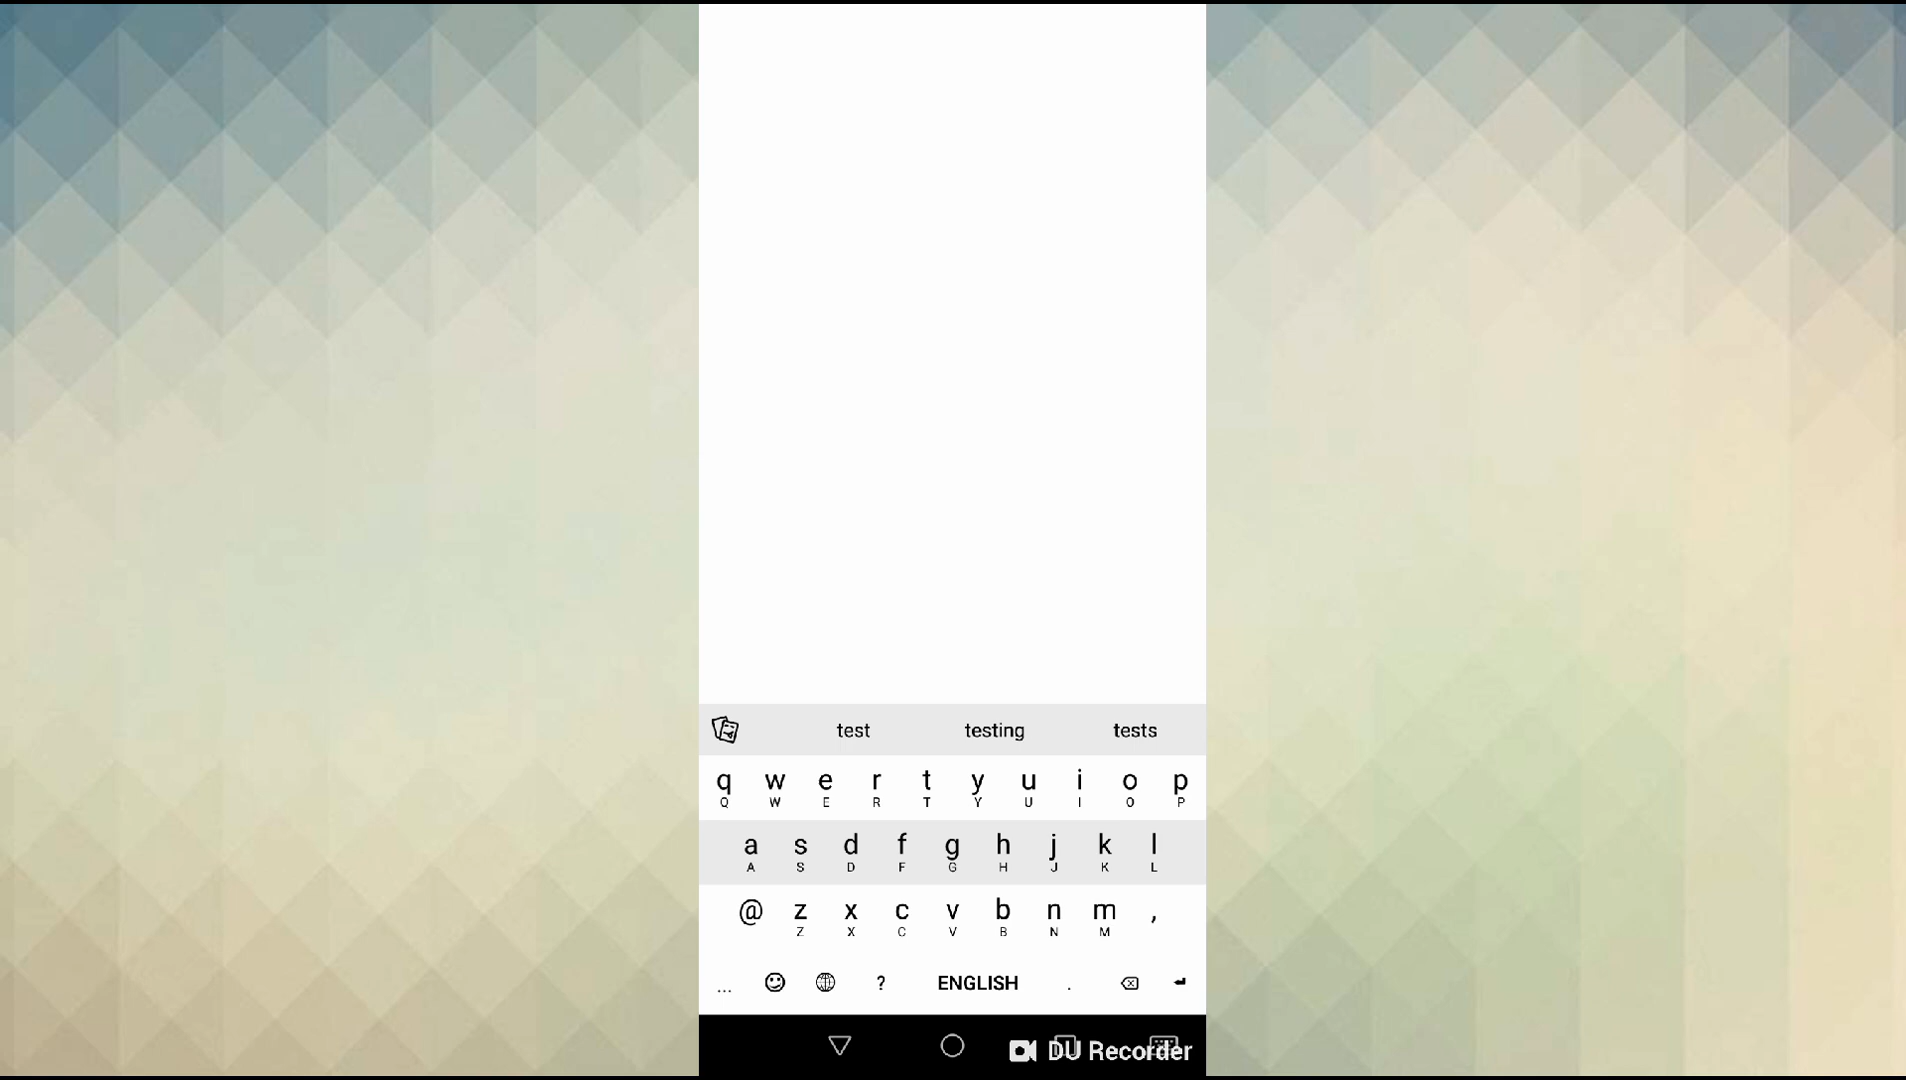 test testing tests
q w e r t y u i o p
Q W E R T Y U I O P
a s d f g h j k l
A S D F G H J K L
@ z x c v b n m ,
Z X C V B N M
... ? ENGLISH .
DU Recorder